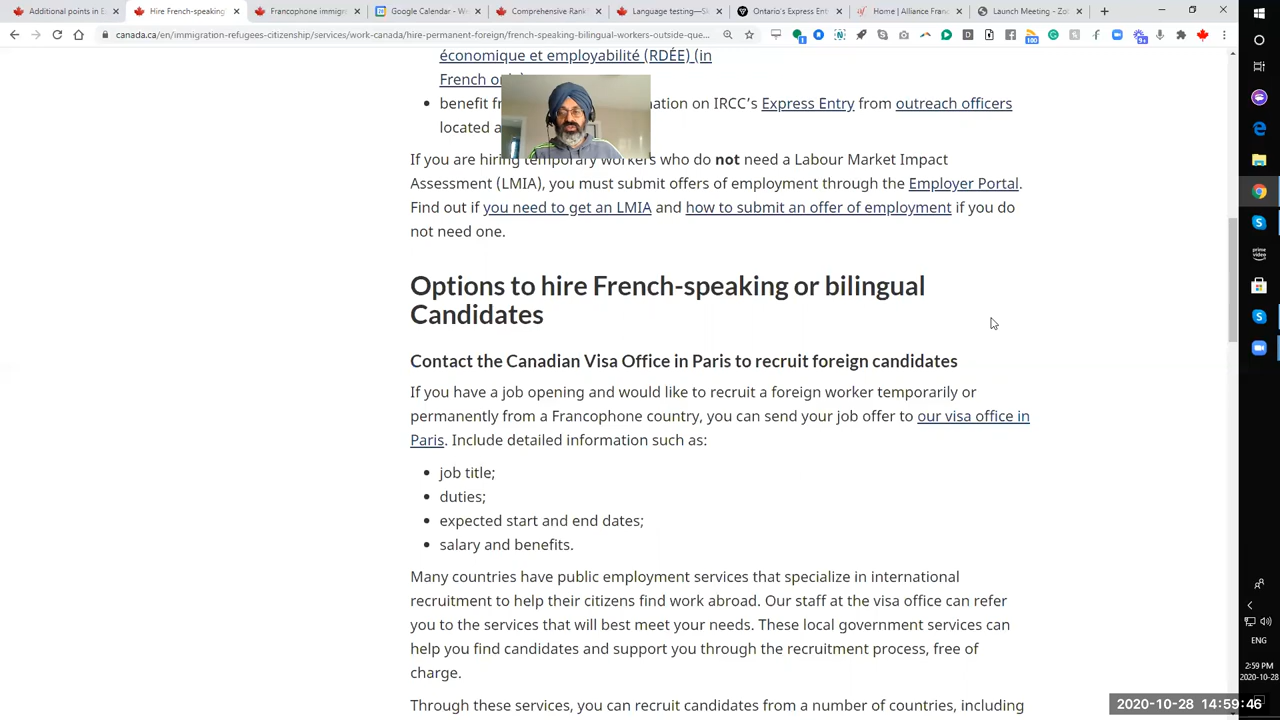 Additional points in E
Hire French-speaking
Francophone immigr
Google Calendar - We
Comprehensive Rank
Language testing—S
Ontario's Express Ent
Home | Alliance Fran
Launch Meeting - Zo
canada.ca/en/immigration-refugees-citizenship/services/work-canada/hire-permanent-foreign/french-speaking-bilingual-workers-outside-que...
économique et employabilité (RDÉE) (in
French
benefit
ation on IRCC's Express Entry from outreach officers
located
If you are hiring temporary workers who do not need a Labour Market Impact
Assessment (LMIA), you must submit offers of employment through the Employer Portal.
Find out if you need to get an LMIA and how to submit an offer of employment if you do
not need one.
Options to hire French-speaking or bilingual
Candidates
Contact the Canadian Visa Office in Paris to recruit foreign candidates
If you have a job opening and would like to recruit a foreign worker temporarily or
permanently from a Francophone country, you can send your job offer to our visa office in
Paris. Include detailed information such as:
job title;
duties;
expected start and end dates;
salary and benefits.
Many countries have public employment services that specialize in international
recruitment to help their citizens find work abroad. Our staff at the visa office can refer
you to the services that will best meet your needs. These local government services can
help you find candidates and support you through the recruitment process, free of
charge.
Through these services, you can recruit candidates from a number of countries, including
prime video
ENG
2:59 PM
2020-10-28
2020-10-28 14:59:46